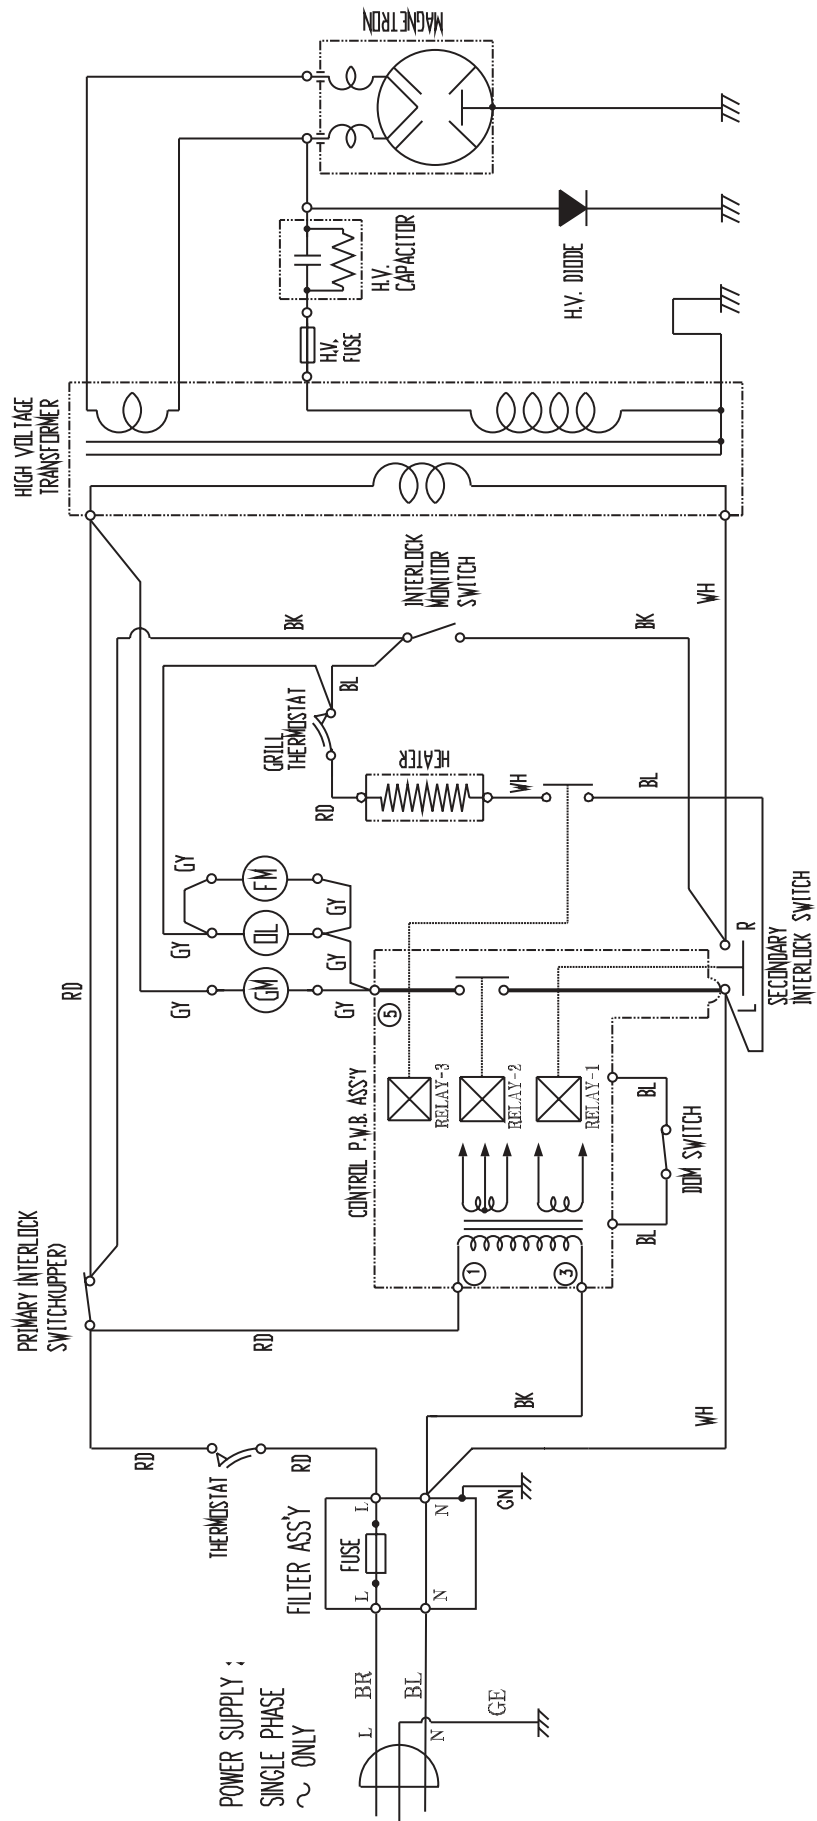 POWER SUPPLY :
SINGLE PHASE
~ ONLY
L
N
BR
BL
GE
FILTER ASS'Y
FUSE
L
N
L
N
GN
THERMOSTAT
RD
RD
BK
WH
PRIMARY INTERLOCK
SWITCH(UPPER)
RD
1
3
CONTROL P.W.B. ASS'Y
RELAY-3
RELAY-2
RELAY-1
5
BL
BL
DOM SWITCH
RD
GY
GY
GY
GM
OL
FM
GY
GY
GY
SECONDARY
INTERLOCK SWITCH
L
R
GRILL
THERMOSTAT
RD
BL
HEATER
WH
BL
BK
INTERLOCK
MONITOR
SWITCH
BK
WH
HIGH VOLTAGE
TRANSFORMER
H.V.
FUSE
H.V.
CAPACITOR
H.V. DIODE
MAGNETRON